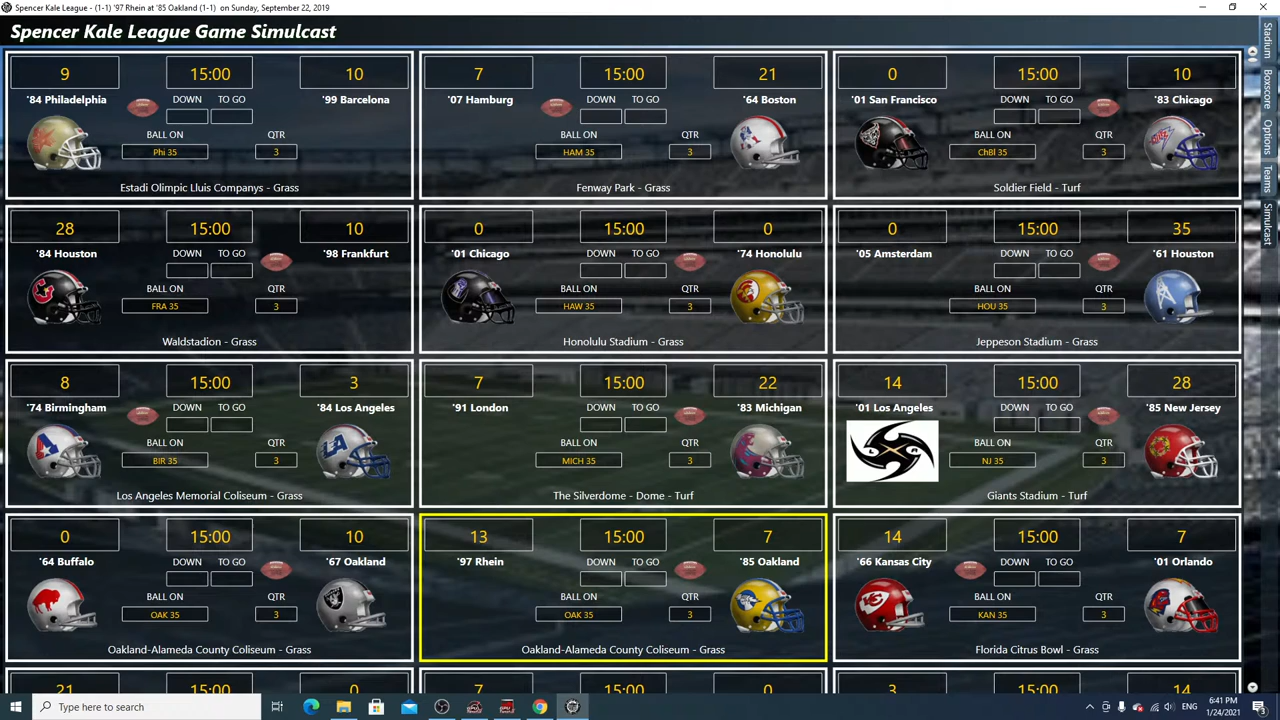 Spencer Kale League - (1-1) '97 Rhein at '85 Oakland (1-1) on Sunday, September 22, 2019
Spencer Kale League Game Simulcast
Stadium
Boxscore
Options
Teams
Simulcast
9 15:00 10
'84 Philadelphia DOWN TO GO '99 Barcelona
BALL ON QTR
Phi 35 3
Estadi Olimpic Lluis Companys - Grass
7 15:00 21
'07 Hamburg DOWN TO GO '64 Boston
BALL ON QTR
HAM 35 3
Fenway Park - Grass
0 15:00 10
'01 San Francisco DOWN TO GO '83 Chicago
BALL ON QTR
ChBl 35 3
Soldier Field - Turf
28 15:00 10
'84 Houston DOWN TO GO '98 Frankfurt
BALL ON QTR
FRA 35 3
Waldstadion - Grass
0 15:00 0
'01 Chicago DOWN TO GO '74 Honolulu
BALL ON QTR
HAW 35 3
Honolulu Stadium - Grass
0 15:00 35
'05 Amsterdam DOWN TO GO '61 Houston
BALL ON QTR
HOU 35 3
Jeppeson Stadium - Grass
8 15:00 3
'74 Birmingham DOWN TO GO '84 Los Angeles
BALL ON QTR
BIR 35 3
LA
Los Angeles Memorial Coliseum - Grass
7 15:00 22
'91 London DOWN TO GO '83 Michigan
BALL ON QTR
MICH 35 3
The Silverdome - Dome - Turf
14 15:00 28
'01 Los Angeles DOWN TO GO '85 New Jersey
BALL ON QTR
NJ 35 3
Giants Stadium - Turf
0 15:00 10
'64 Buffalo DOWN TO GO '67 Oakland
BALL ON QTR
OAK 35 3
Oakland-Alameda County Coliseum - Grass
13 15:00 7
'97 Rhein DOWN TO GO '85 Oakland
BALL ON QTR
OAK 35 3
Oakland-Alameda County Coliseum - Grass
14 15:00 7
'66 Kansas City DOWN TO GO '01 Orlando
BALL ON QTR
KAN 35 3
Florida Citrus Bowl - Grass
21 15:00 0
7 15:00 0
3 15:00 14
Type here to search
ENG
6:41 PM
1/24/2021
3